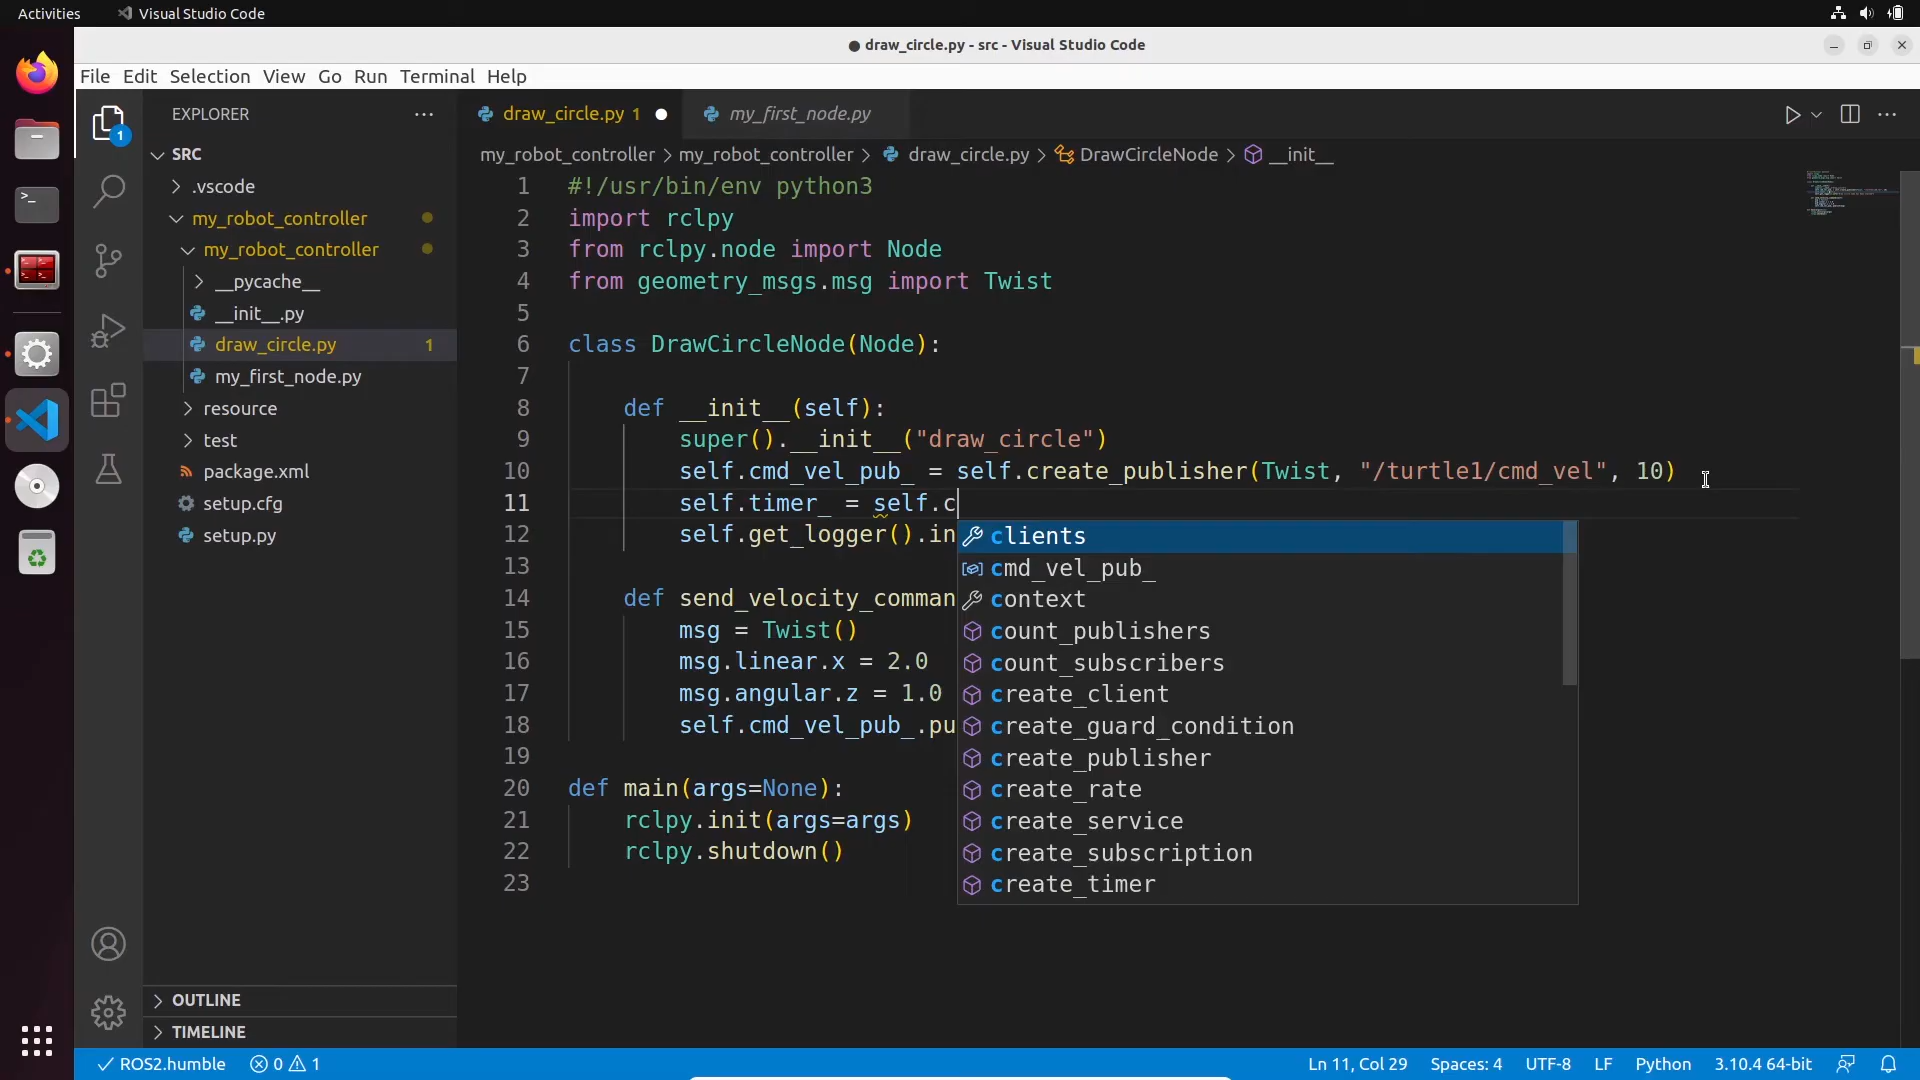 Activities Visual Studio Code
● draw_circle.py - src - Visual Studio Code
File Edit Selection View Go Run Terminal Help
EXPLORER
1
SRC
.vscode
my_robot_controller
my_robot_controller
__pycache__
__init__.py
draw_circle.py 1
my_first_node.py
resource
test
package.xml
setup.cfg
setup.py
OUTLINE
TIMELINE
draw_circle.py 1 my_first_node.py
my_robot_controller > my_robot_controller > draw_circle.py > DrawCircleNode > __init__
1 #!/usr/bin/env python3
2 import rclpy
3 from rclpy.node import Node
4 from geometry_msgs.msg import Twist
5
6 class DrawCircleNode(Node):
7
8 def __init__(self):
9 super().__init__("draw_circle")
10 self.cmd_vel_pub_ = self.create_publisher(Twist, "/turtle1/cmd_vel", 10)
11 self.timer_ = self.c
12 self.get_logger().in
13
14 def send_velocity_comman
15 msg = Twist()
16 msg.linear.x = 2.0
17 msg.angular.z = 1.0
18 self.cmd_vel_pub_.pu
19
20 def main(args=None):
21 rclpy.init(args=args)
22 rclpy.shutdown()
23
clients
cmd_vel_pub_
context
count_publishers
count_subscribers
create_client
create_guard_condition
create_publisher
create_rate
create_service
create_subscription
create_timer
ROS2.humble 0 1 Ln 11, Col 29 Spaces: 4 UTF-8 LF Python 3.10.4 64-bit